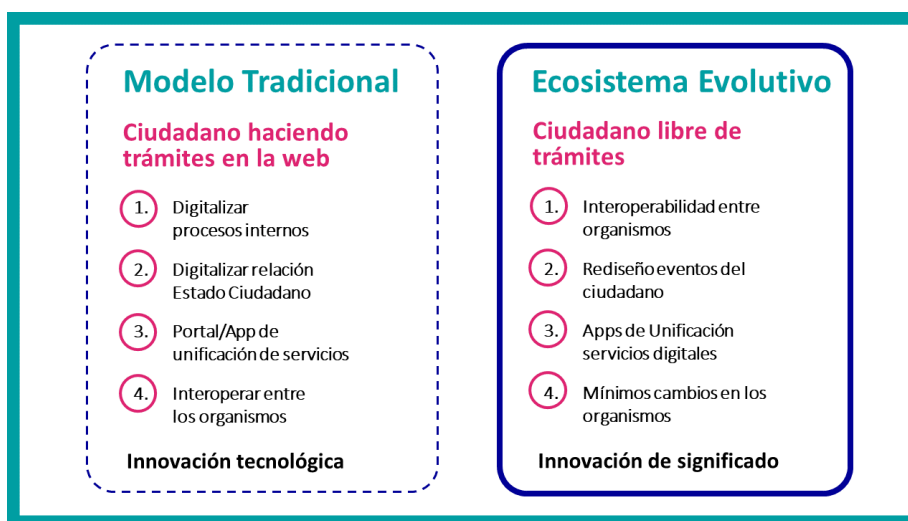 Modelo Tradicional
Ciudadano haciendo
trámites en la web
1. Digitalizar
procesos internos
2. Digitalizar relación
Estado Ciudadano
3. Portal/App de
unificación de servicios
4. Interoperar entre
los organismos
Innovación tecnológica
Ecosistema Evolutivo
Ciudadano libre de
trámites
1. Interoperabilidad entre
organismos
2. Rediseño eventos del
ciudadano
3. Apps de Unificación
servicios digitales
4. Mínimos cambios en los
organismos
Innovación de significado